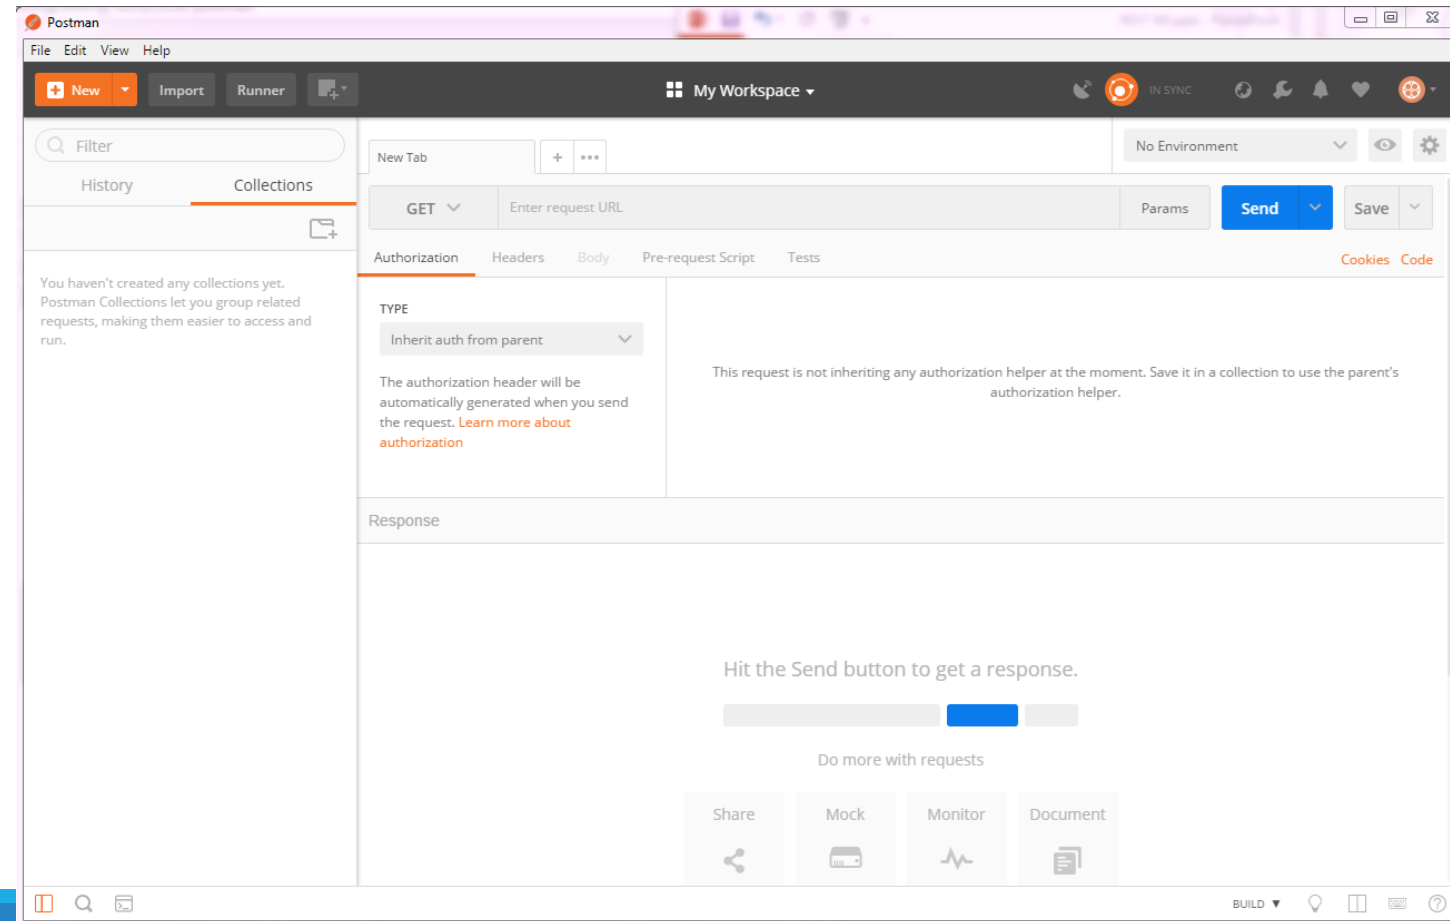 Postman
File Edit View Help
New Import Runner My Workspace IN SYNC
Filter
History Collections
You haven't created any collections yet.
Postman Collections let you group related
requests, making them easier to access and
run.
New Tab + •••
No Environment
GET Enter request URL Params Send Save
Authorization Headers Body Pre-request Script Tests Cookies Code
TYPE
Inherit auth from parent
The authorization header will be
automatically generated when you send
the request. Learn more about
authorization
This request is not inheriting any authorization helper at the moment. Save it in a collection to use the parent's
authorization helper.
Response
Hit the Send button to get a response.
Do more with requests
Share Mock Monitor Document
BUILD ▼